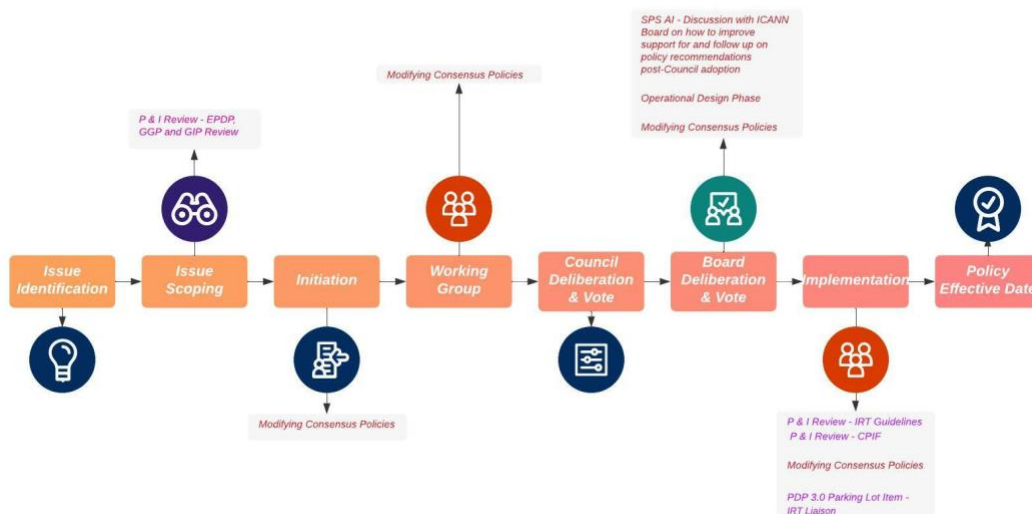 SPS AI - Discussion with ICANN
Board on how to improve
support for and follow up on
policy recommendations
post-Council adoption
Operational Design Phase
Modifying Consensus Policies
Modifying Consensus Policies
P & I Review - EPDP,
GGP and GIP Review
Issue
Identification
Issue
Scoping
Initiation
Working
Group
Council
Deliberation
& Vote
Board
Deliberation
& Vote
Implementation
Policy
Effective Date
Modifying Consensus Policies
P & I Review - IRT Guidelines
P & I Review - CPIF
Modifying Consensus Policies
PDP 3.0 Parking Lot Item -
IRT Liaison